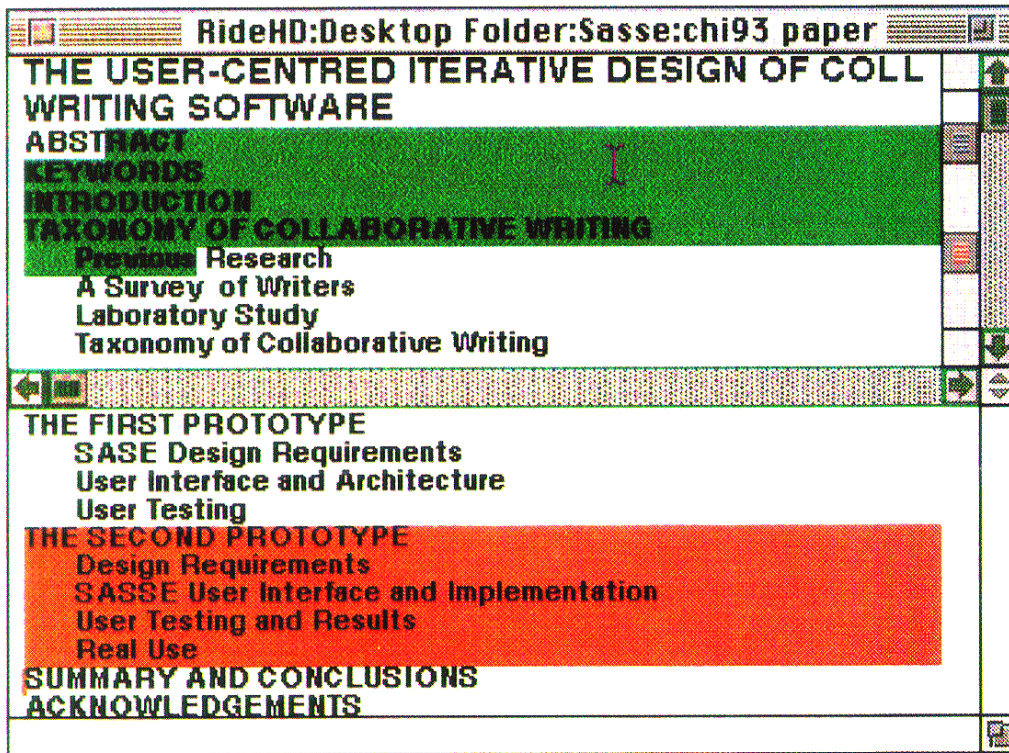 RideHD:Desktop Folder:Sasse:chi93 paper
THE USER-CENTRED ITERATIVE DESIGN OF COLL
WRITING SOFTWARE
ABSTRACT
KEYWORDS
INTRODUCTION
TAXONOMY OF COLLABORATIVE WRITING
Previous Research
A Survey of Writers
Laboratory Study
Taxonomy of Collaborative Writing
THE FIRST PROTOTYPE
SASE Design Requirements
User Interface and Architecture
User Testing
THE SECOND PROTOTYPE
Design Requirements
SASSE User Interface and Implementation
User Testing and Results
Real Use
SUMMARY AND CONCLUSIONS
ACKNOWLEDGEMENTS